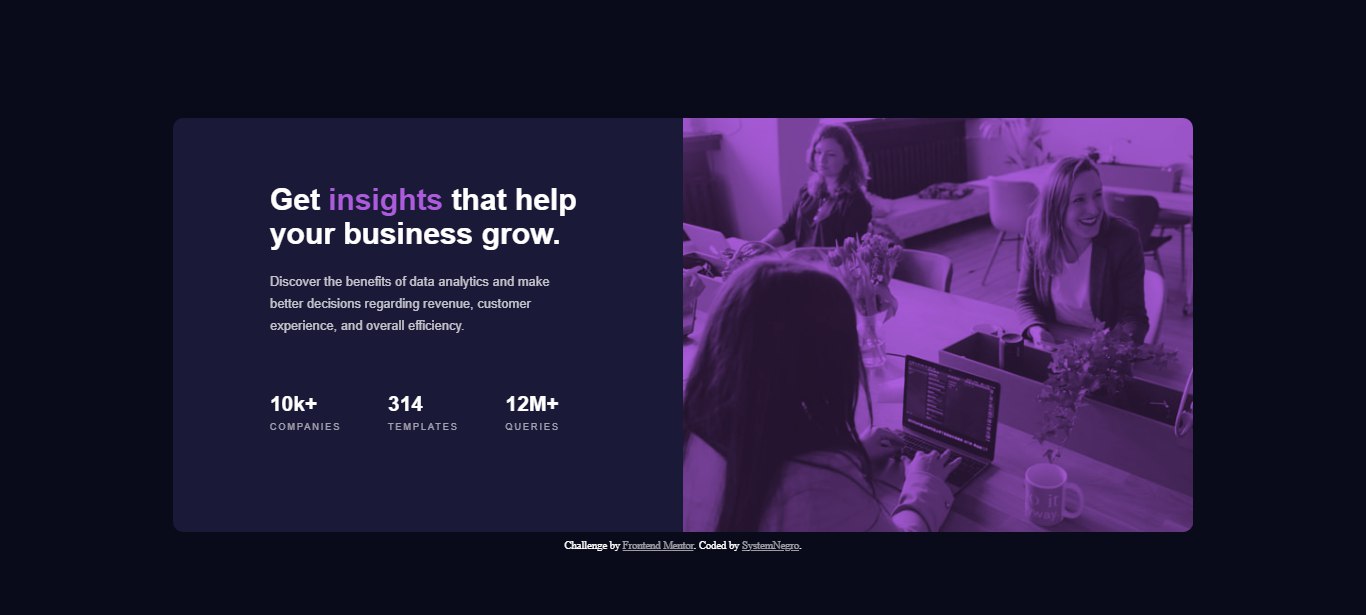 Get insights that help
your business grow.
Discover the benefits of data analytics and make
better decisions regarding revenue, customer
experience, and overall efficiency.
10k+ 314 12M+
COMPANIES TEMPLATES QUERIES
Challenge by Frontend Mentor. Coded by SystemNegro.